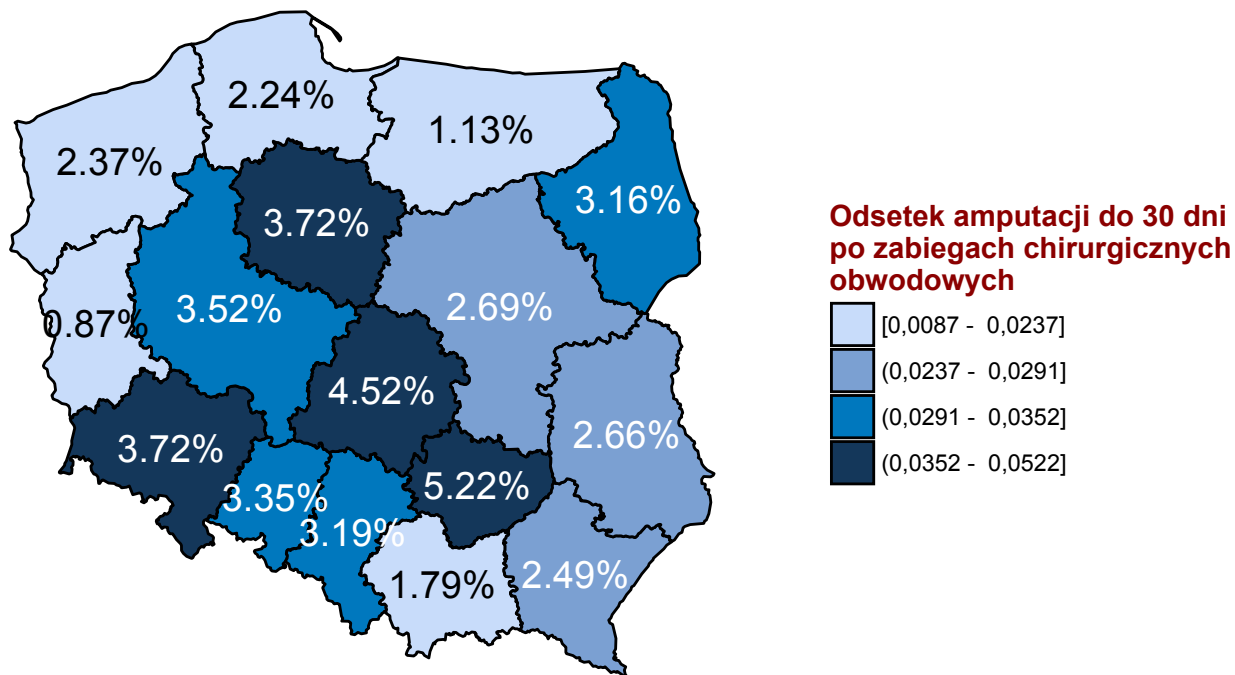 2.24%
1.13%
2.37%
3.16%
3.72%
0.87%
3.52%
2.69%
4.52%
3.72%
2.66%
5.22%
3.35%
3.19%
1.79%
2.49%
Odsetek amputacji do 30 dni
po zabiegach chirurgicznych
obwodowych
[0,0087 - 0,0237]
(0,0237 - 0,0291]
(0,0291 - 0,0352]
(0,0352 - 0,0522]